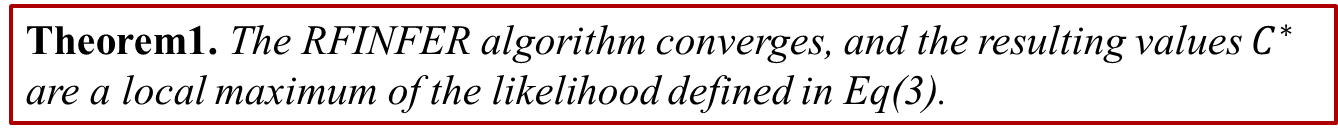 Theorem1. The RFINFER algorithm converges, and the resulting values C*
are a local maximum of the likelihood defined in Eq(3).